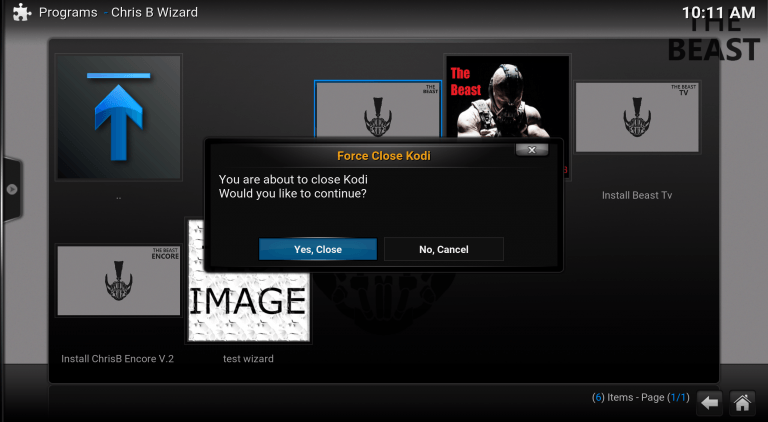 Programs - Chris B Wizard
10:11 AM
THE
BEAST
THE
BEAST
The
Beast
THE BEAST
TV
Force Close Kodi
You are about to close Kodi
Would you like to continue?
Yes, Close
No, Cancel
..
Install Beast Tv
THE BEAST
ENCORE
IMAGE
Install ChrisB Encore V.2
test wizard
(6) Items - Page (1/1)